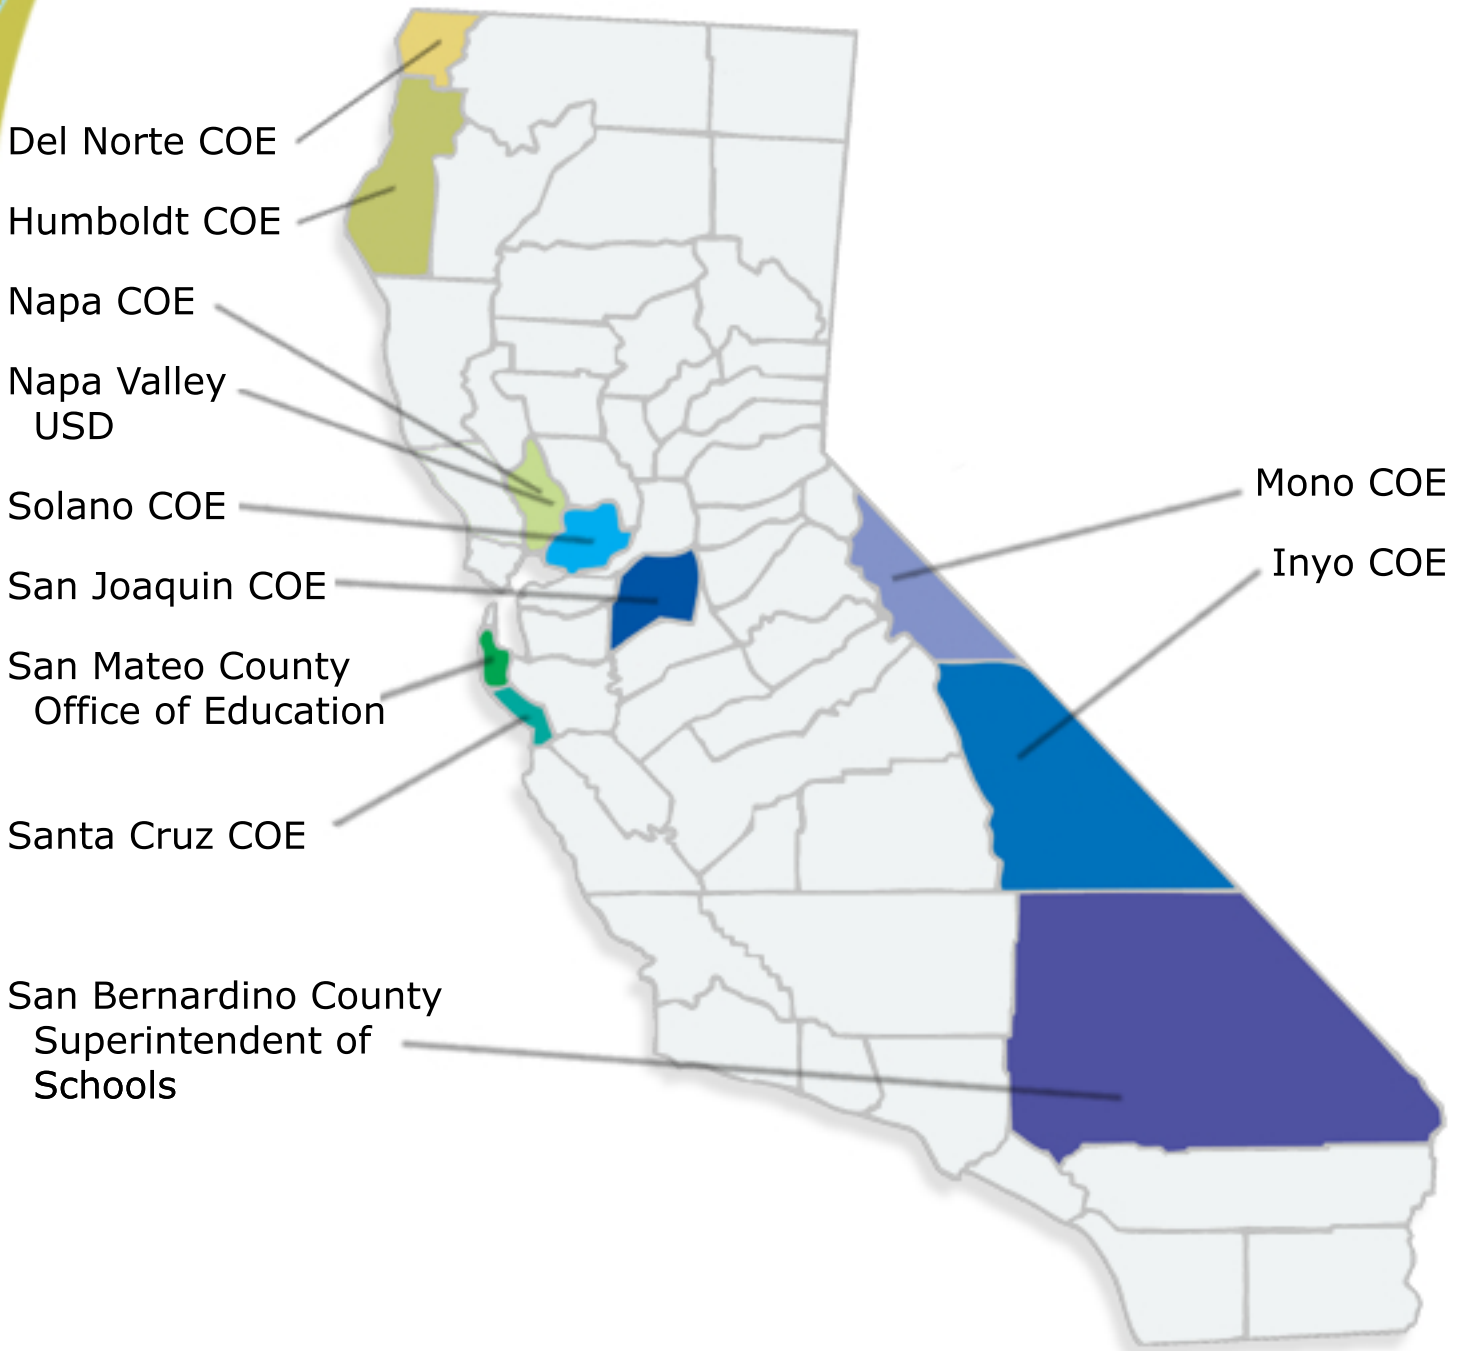 Del Norte COE
Humboldt COE
Napa COE
Napa Valley
USD
Solano COE
San Joaquin COE
San Mateo County
Office of Education
Santa Cruz COE
San Bernardino County
Superintendent of
Schools
Mono COE
Inyo COE